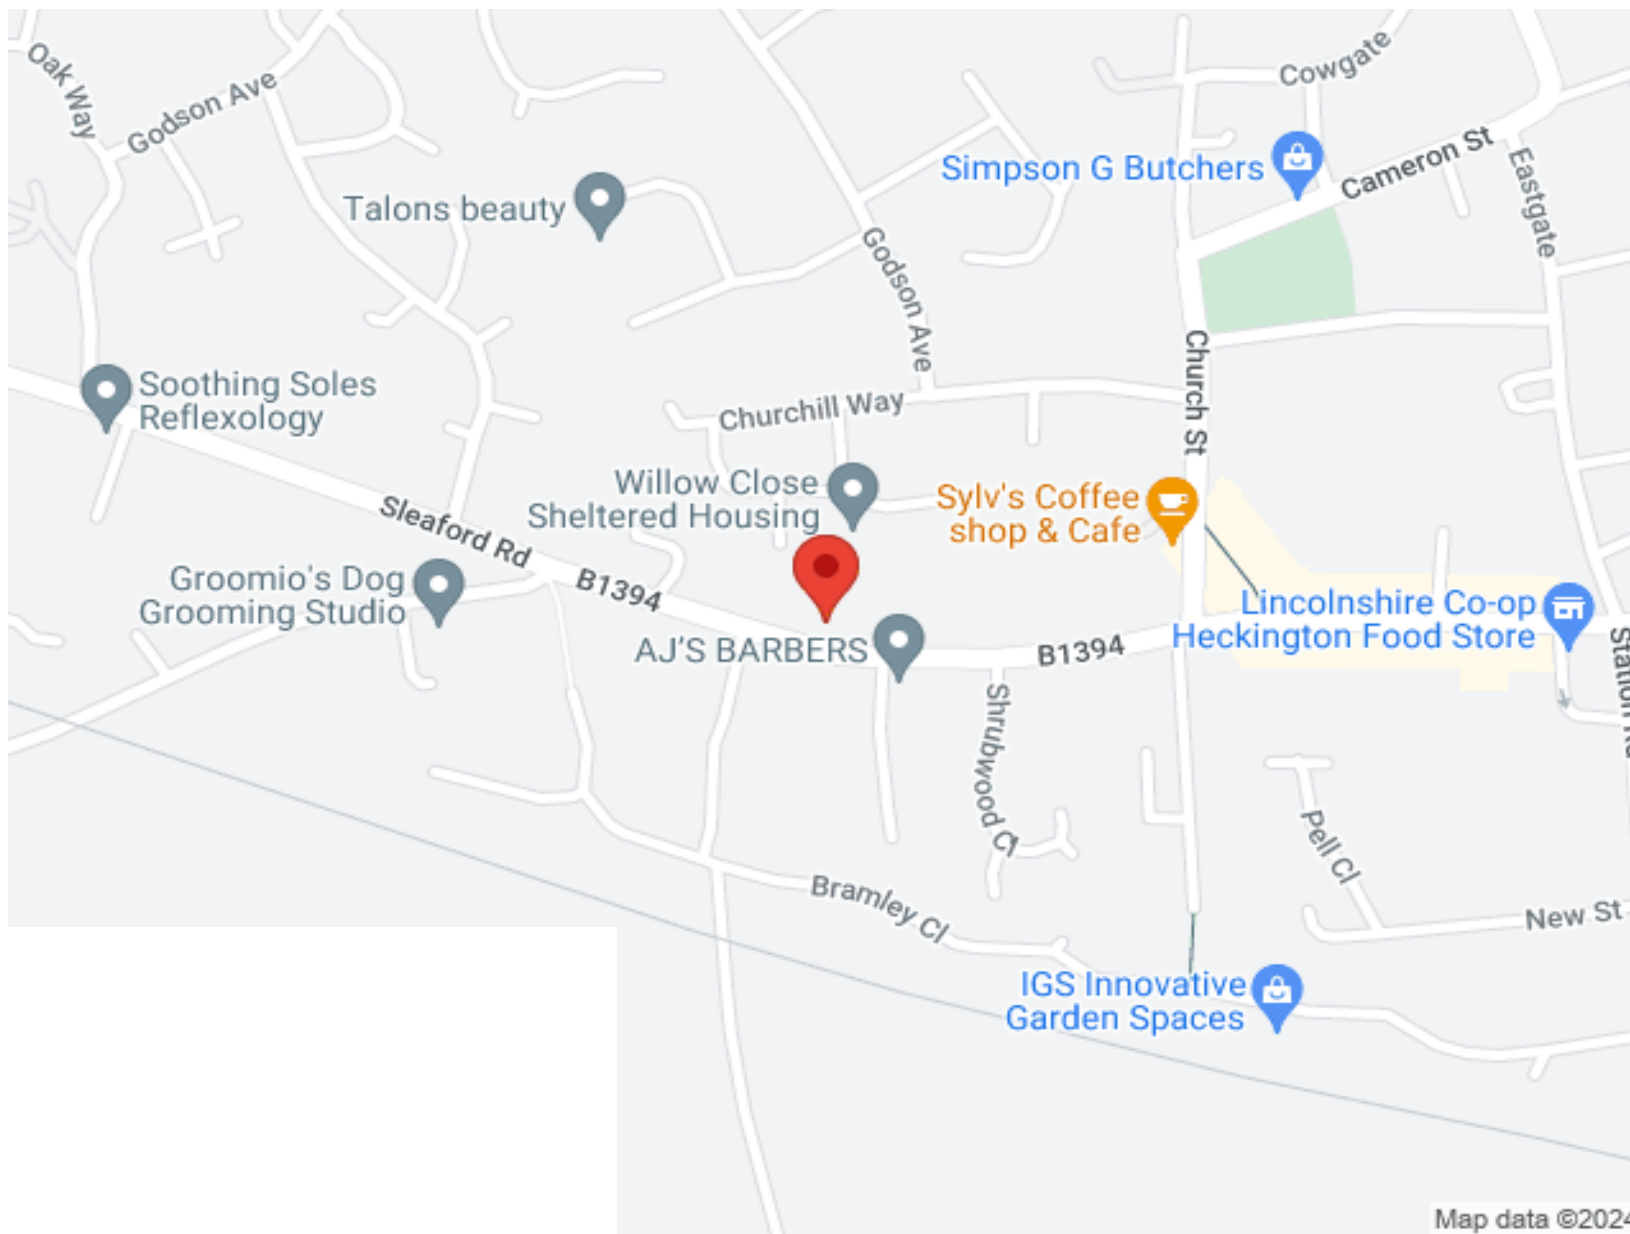 Oak Way
Godson Ave
Cowgate
Simpson G Butchers
Cameron St
Eastgate
Talons beauty
Godson Ave
Church St
Soothing Soles
Reflexology
Churchill Way
Willow Close
Sheltered Housing
Sylv's Coffee
shop & Cafe
Sleaford Rd
B1394
Groomio's Dog
Grooming Studio
Lincolnshire Co-op
Heckington Food Store
AJ'S BARBERS
B1394
Station Rd
Shrubwood Cl
Pell Cl
Bramley Cl
New St
IGS Innovative
Garden Spaces
Map data ©2024